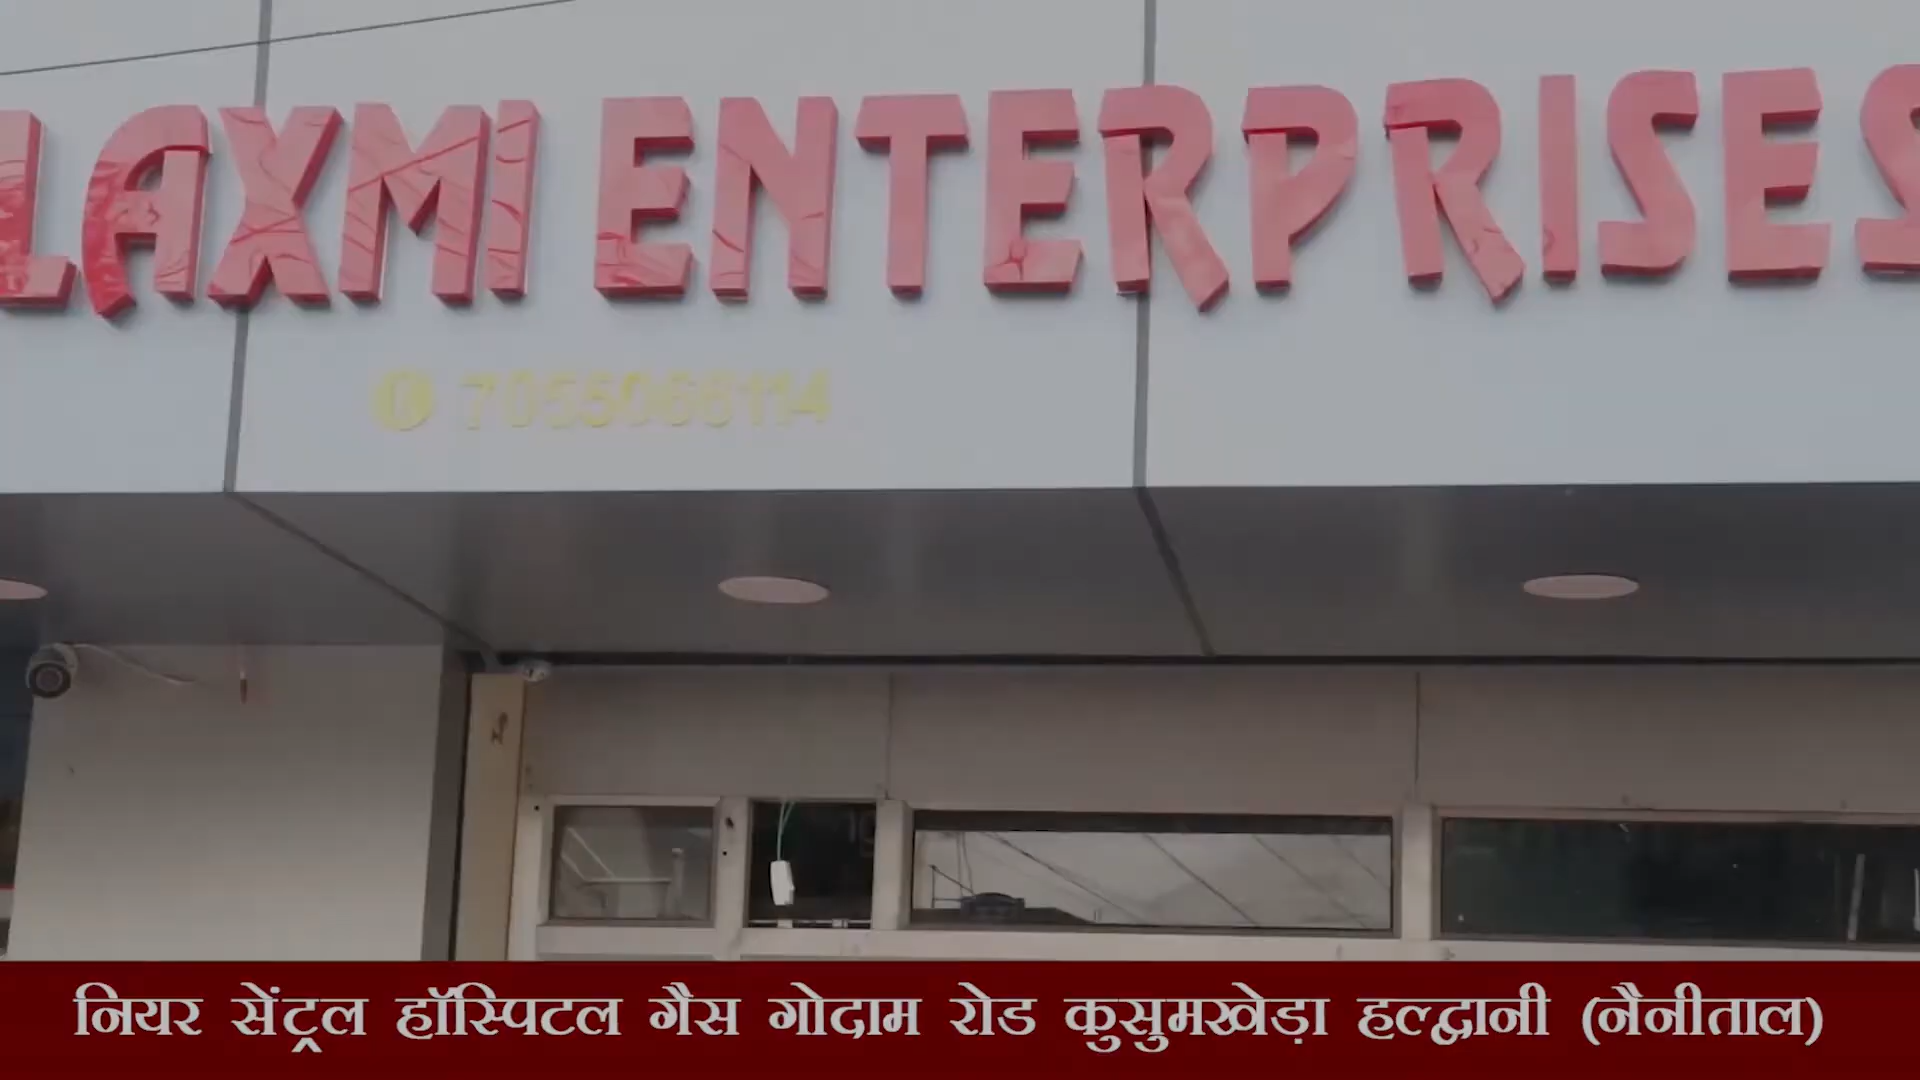 LAXMI ENTERPRISES
7055066114
नियर सेंट्रल हॉस्पिटल गैस गोदाम रोड कुसुमखेड़ा हल्द्वानी (नैनीताल)